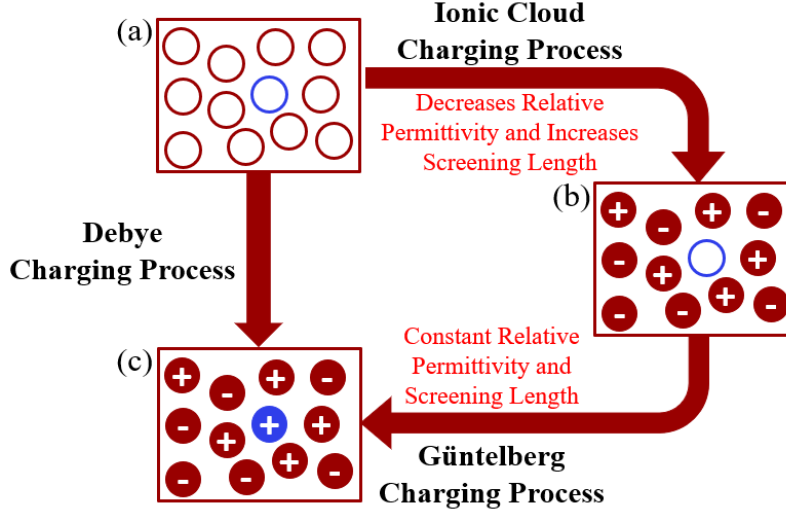 (a)
Ionic Cloud
Charging Process
Decreases Relative
Permittivity and Increases
Screening Length
(b)
+ - + -
- + +
- - + -
Debye
Charging Process
Constant Relative
Permittivity and
Screening Length
(c)
+ - + -
- + + +
- - + -
Güntelberg
Charging Process